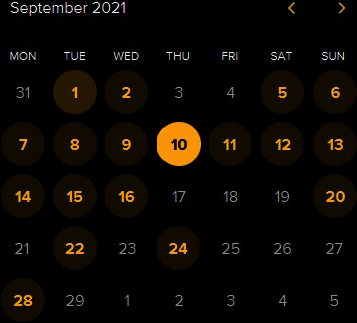 September 2021
MON TUE WED THU FRI SAT SUN
31 1 2 3 4 5 6
7 8 9 10 11 12 13
14 15 16 17 18 19 20
21 22 23 24 25 26 27
28 29 1 2 3 4 5